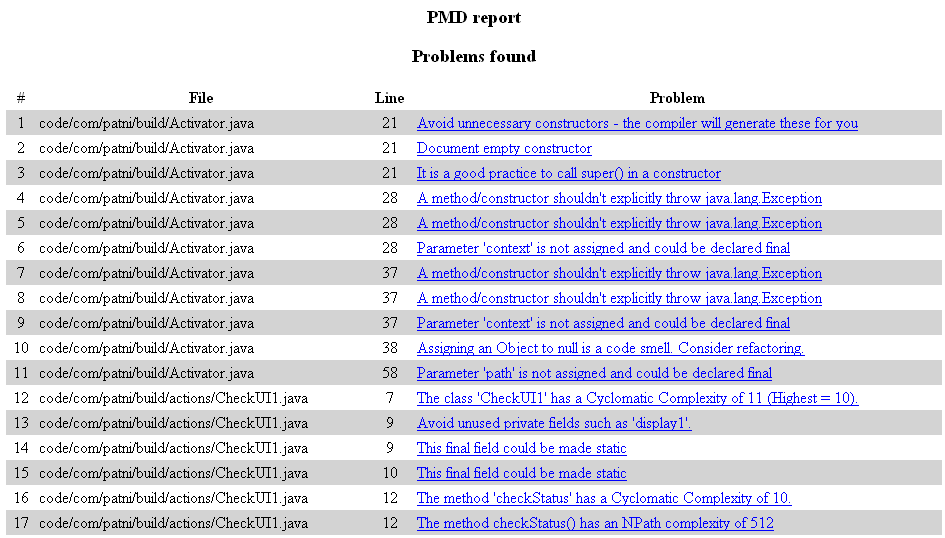 PMD report
Problems found
# File Line Problem
1 code/com/patni/build/Activator.java 21 Avoid unnecessary constructors - the compiler will generate these for you
2 code/com/patni/build/Activator.java 21 Document empty constructor
3 code/com/patni/build/Activator.java 21 It is a good practice to call super() in a constructor
4 code/com/patni/build/Activator.java 28 A method/constructor shouldn't explicitly throw java.lang.Exception
5 code/com/patni/build/Activator.java 28 A method/constructor shouldn't explicitly throw java.lang.Exception
6 code/com/patni/build/Activator.java 28 Parameter 'context' is not assigned and could be declared final
7 code/com/patni/build/Activator.java 37 A method/constructor shouldn't explicitly throw java.lang.Exception
8 code/com/patni/build/Activator.java 37 A method/constructor shouldn't explicitly throw java.lang.Exception
9 code/com/patni/build/Activator.java 37 Parameter 'context' is not assigned and could be declared final
10 code/com/patni/build/Activator.java 38 Assigning an Object to null is a code smell. Consider refactoring.
11 code/com/patni/build/Activator.java 58 Parameter 'path' is not assigned and could be declared final
12 code/com/patni/build/actions/CheckUI1.java 7 The class 'CheckUI1' has a Cyclomatic Complexity of 11 (Highest = 10).
13 code/com/patni/build/actions/CheckUI1.java 9 Avoid unused private fields such as 'display1'.
14 code/com/patni/build/actions/CheckUI1.java 9 This final field could be made static
15 code/com/patni/build/actions/CheckUI1.java 10 This final field could be made static
16 code/com/patni/build/actions/CheckUI1.java 12 The method 'checkStatus' has a Cyclomatic Complexity of 10.
17 code/com/patni/build/actions/CheckUI1.java 12 The method checkStatus() has an NPath complexity of 512